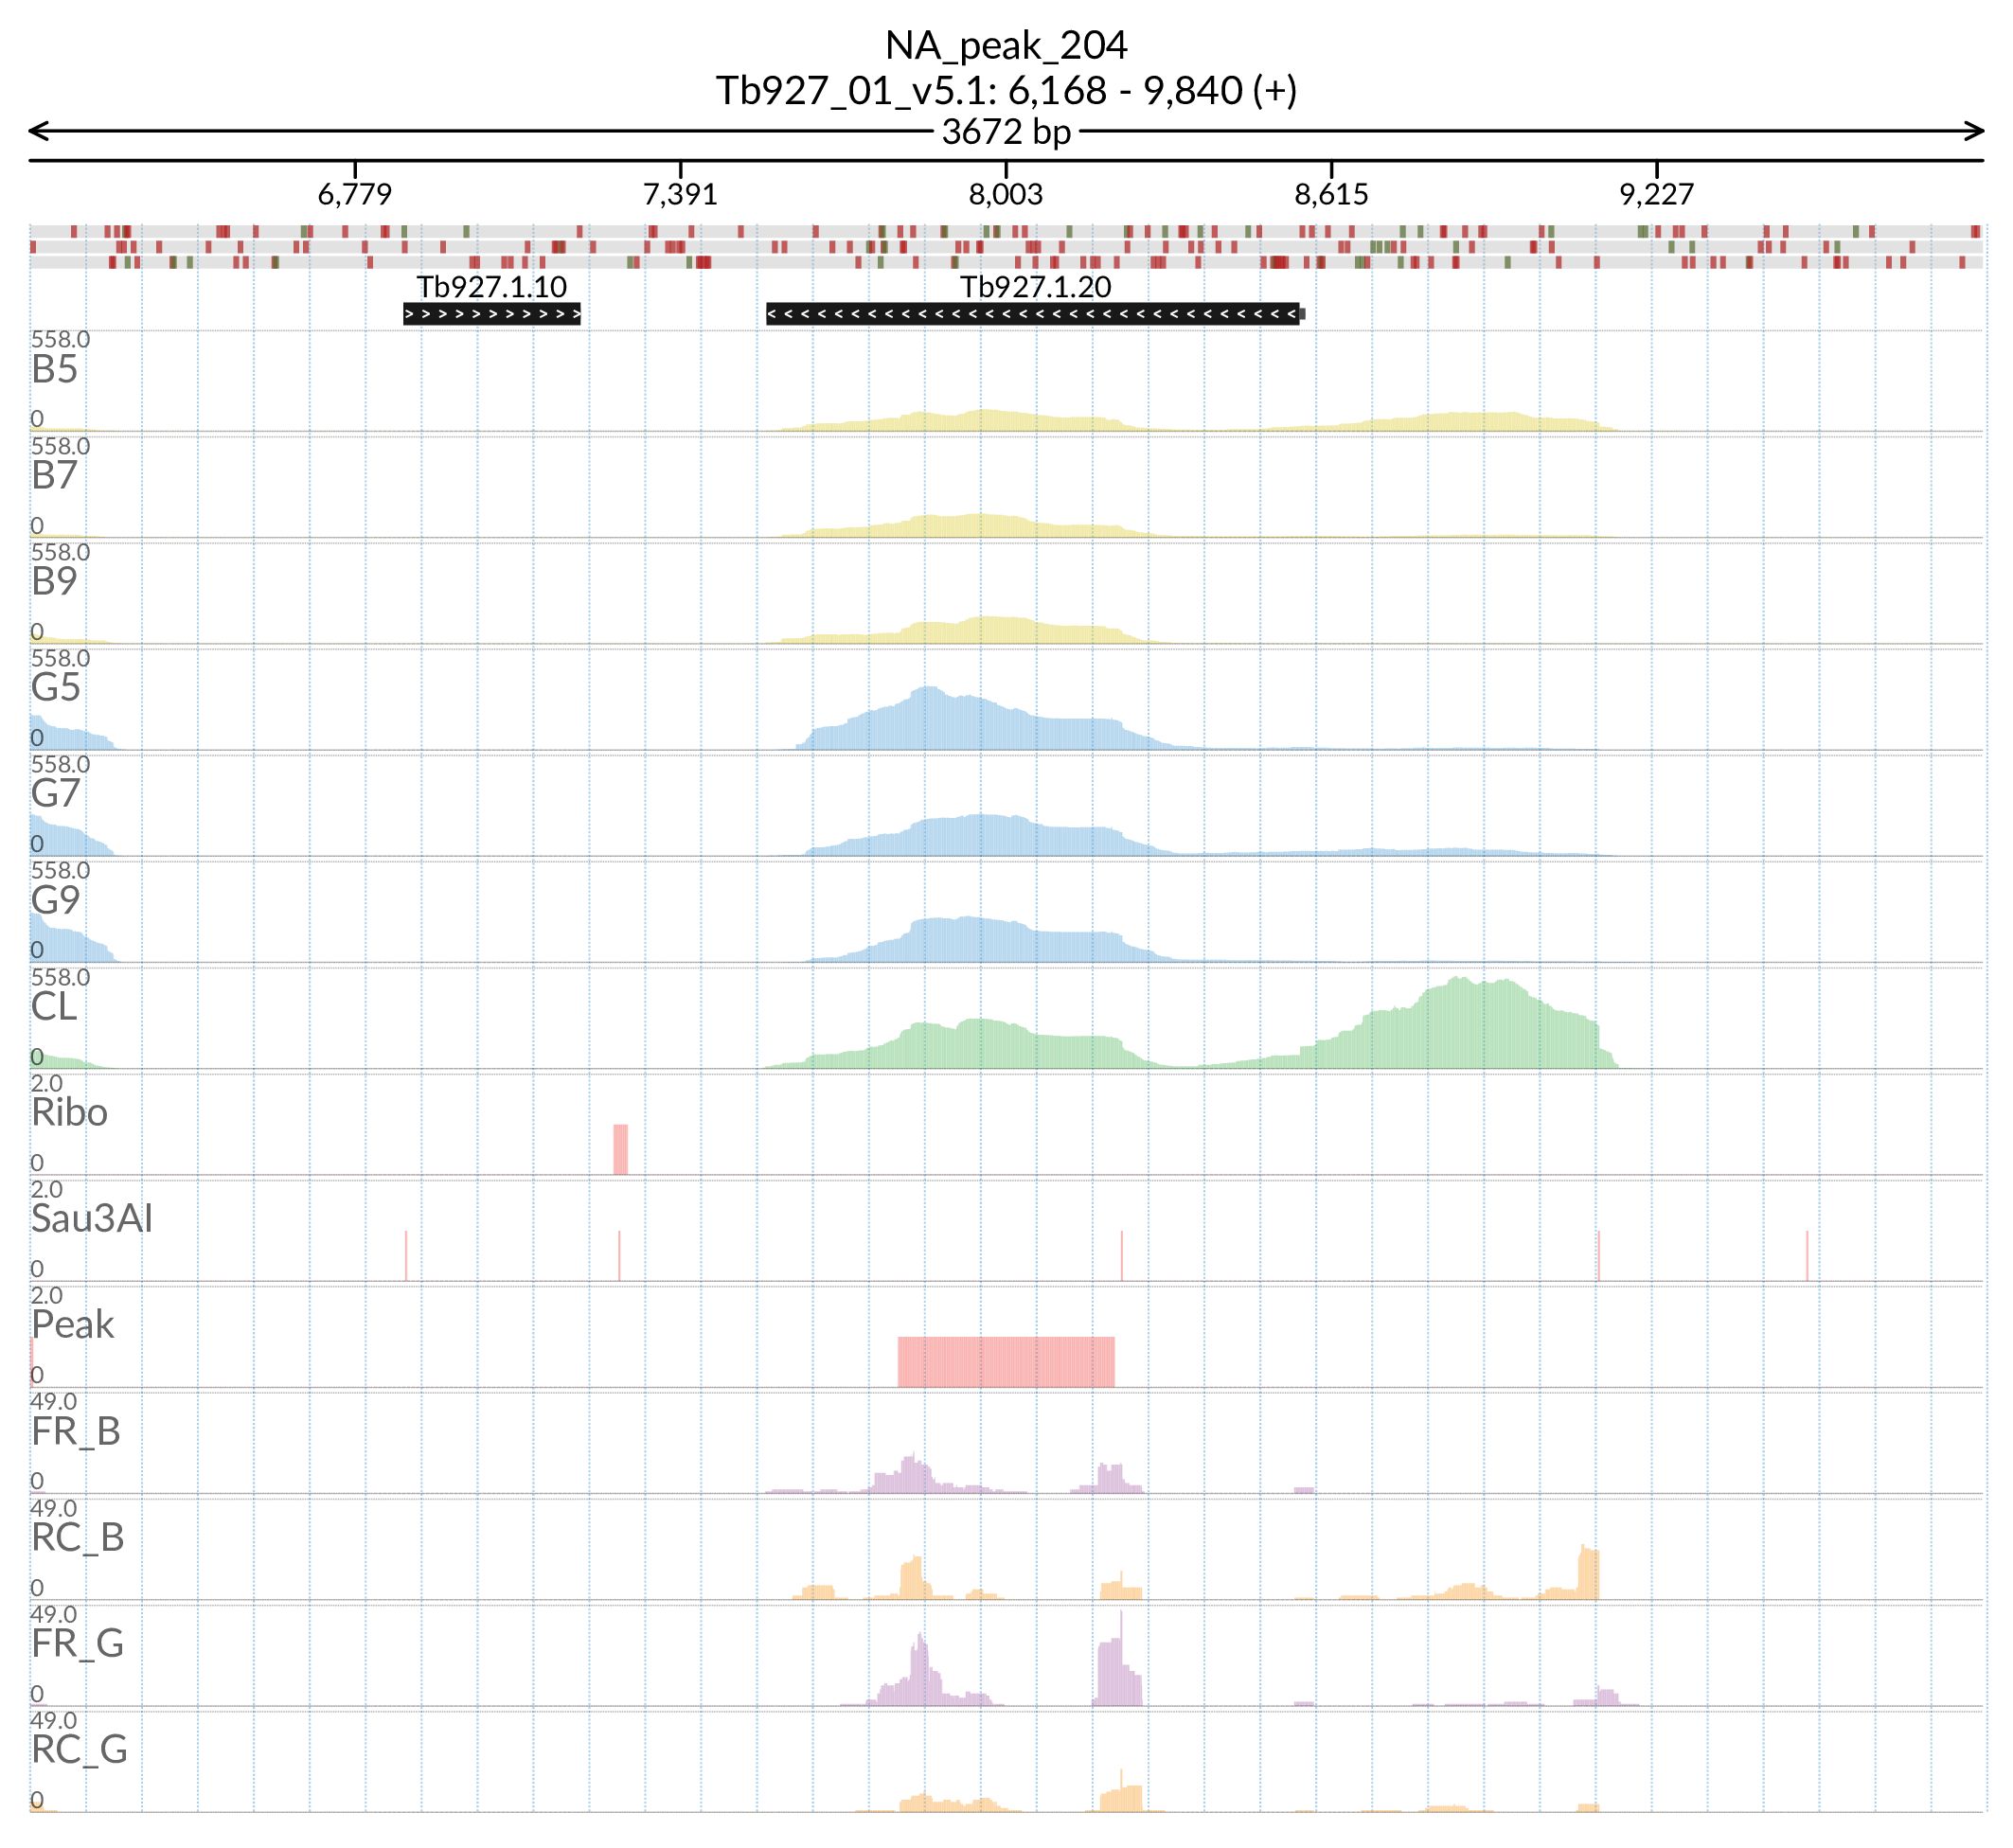 NA_peak_204
Tb927_01_v5.1: 6,168 - 9,840 (+)
3672 bp
6,779 7,391 8,003 8,615 9,227
Tb927.1.10 Tb927.1.20
558.0
B5
0
558.0
B7
0
558.0
B9
0
558.0
G5
0
558.0
G7
0
558.0
G9
0
558.0
CL
0
2.0
Ribo
0
2.0
Sau3AI
0
2.0
Peak
0
49.0
FR_B
0
49.0
RC_B
0
49.0
FR_G
0
49.0
RC_G
0